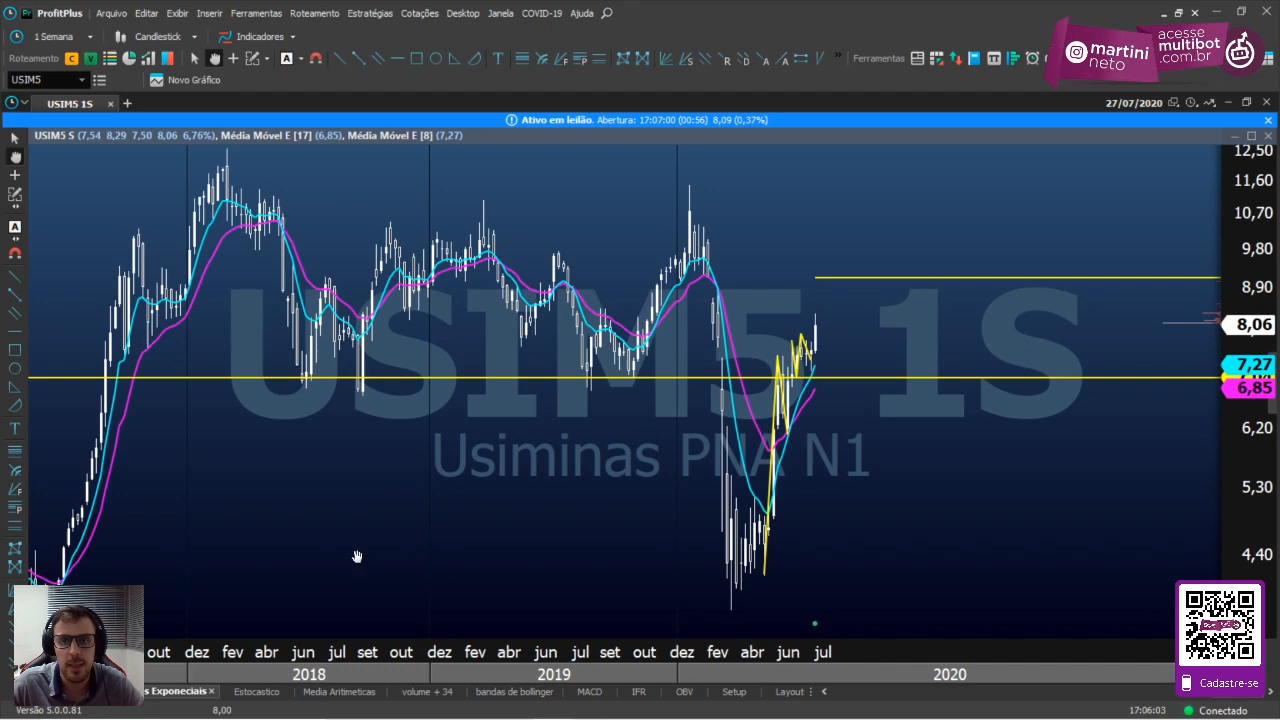 ProfitPlus Arquivo Editar Exibir Inserir Ferramentas Roteamento Estratégias Cotações Desktop Janela COVID-19 Ajuda
1 Semana Candlestick Indicadores
Roteamento C V A T F P R D A A Ferramentas
USIM5 Novo Gráfico
martini
neto
acesse
multibot
.com.br
USIM5 1S 27/07/2020
Ativo em leilão. Abertura: 17:07:00 (00:56) 8,09 (0,37%)
USIM5 S (7,54 8,29 7,50 8,06 6,76%), Média Móvel E [17] (6,85), Média Móvel E [8] (7,27)
12,50
11,60
10,70
9,80
8,90
8,06
7,27
6,85
6,20
5,30
4,40
USIM5 1S
Usiminas PNA N1
out dez fev abr jun jul set out dez fev abr jun jul set out dez fev abr jun jul
2018 2019 2020
s Exponeciais Estocastico Media Aritimeticas volume + 34 bandas de bollinger MACD IFR OBV Setup Layout
Versão 5.0.0.81 8,00 17:06:03 Conectado
Cadastre-se